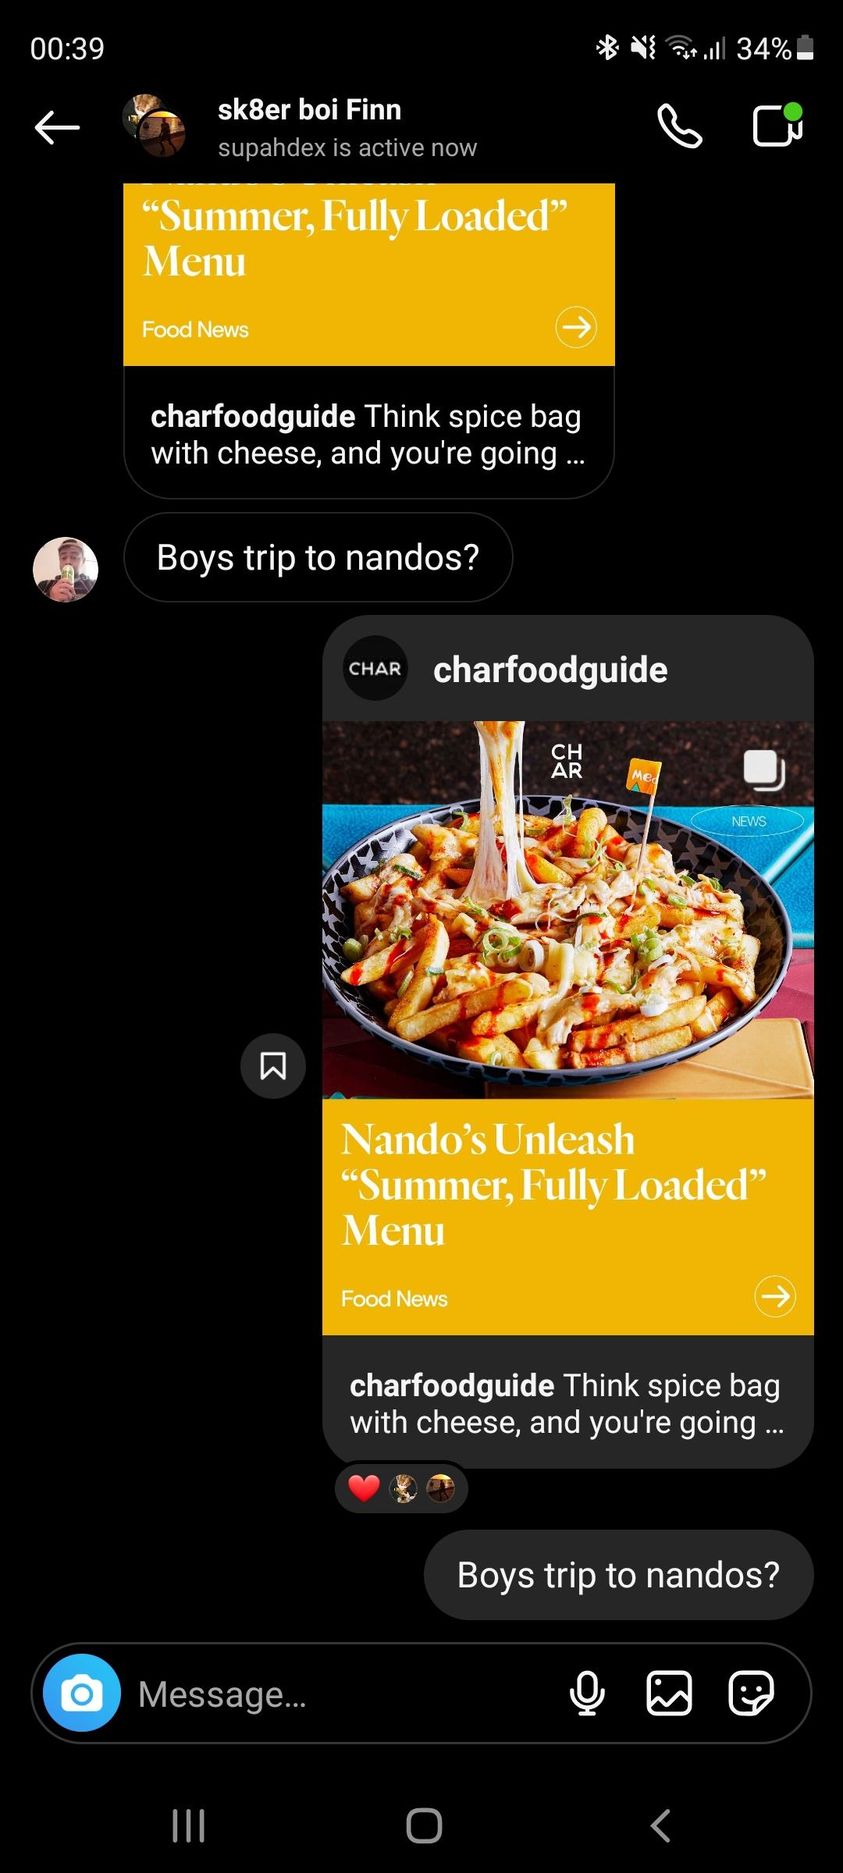 00:39
34%
sk8er boi Finn
supahdex is active now
“Summer, Fully Loaded”
Menu
Food News
charfoodguide Think spice bag
with cheese, and you're going ...
Boys trip to nandos?
CHAR
charfoodguide
CH
AR
NEWS
Nando’s Unleash
“Summer, Fully Loaded”
Menu
Food News
charfoodguide Think spice bag
with cheese, and you're going ...
Boys trip to nandos?
Message...